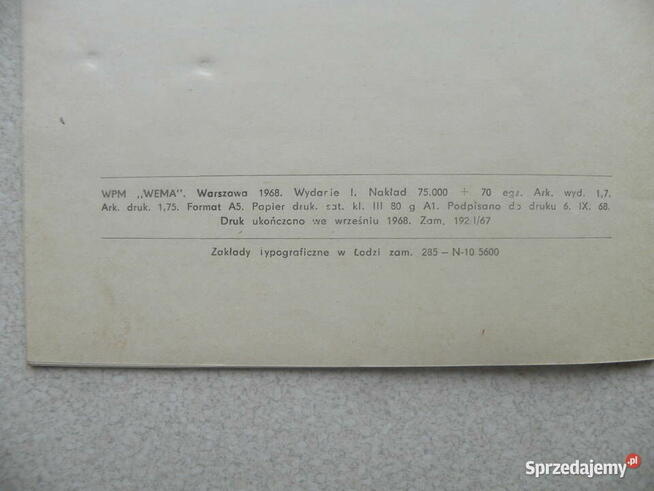 WPM „WEMA". Warszawa 1968. Wydanie I. Nakład 75.000 + 70 egz. Ark. wyd. 1,7.
Ark. druk. 1,75. Format A5. Papier druk. sat. kl. III 80 g A1. Podpisano do druku 6. IX. 68.
Druk ukończono we wrześniu 1968. Zam. 192 1/67
Zakłady typograficzne w Łodzi zam. 285 – N-10 5600
Sprzedajemy.pl